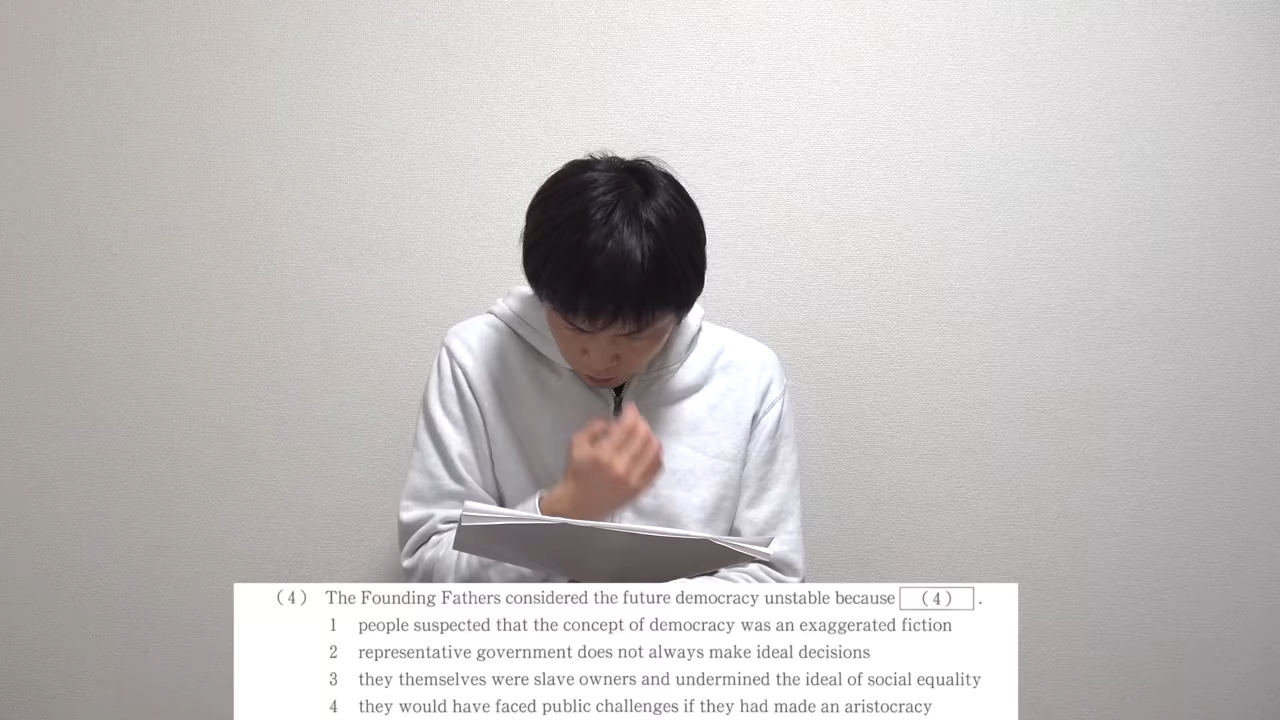 (4) The Founding Fathers considered the future democracy unstable because (4).
1 people suspected that the concept of democracy was an exaggerated fiction
2 representative government does not always make ideal decisions
3 they themselves were slave owners and undermined the ideal of social equality
4 they would have faced public challenges if they had made an aristocracy